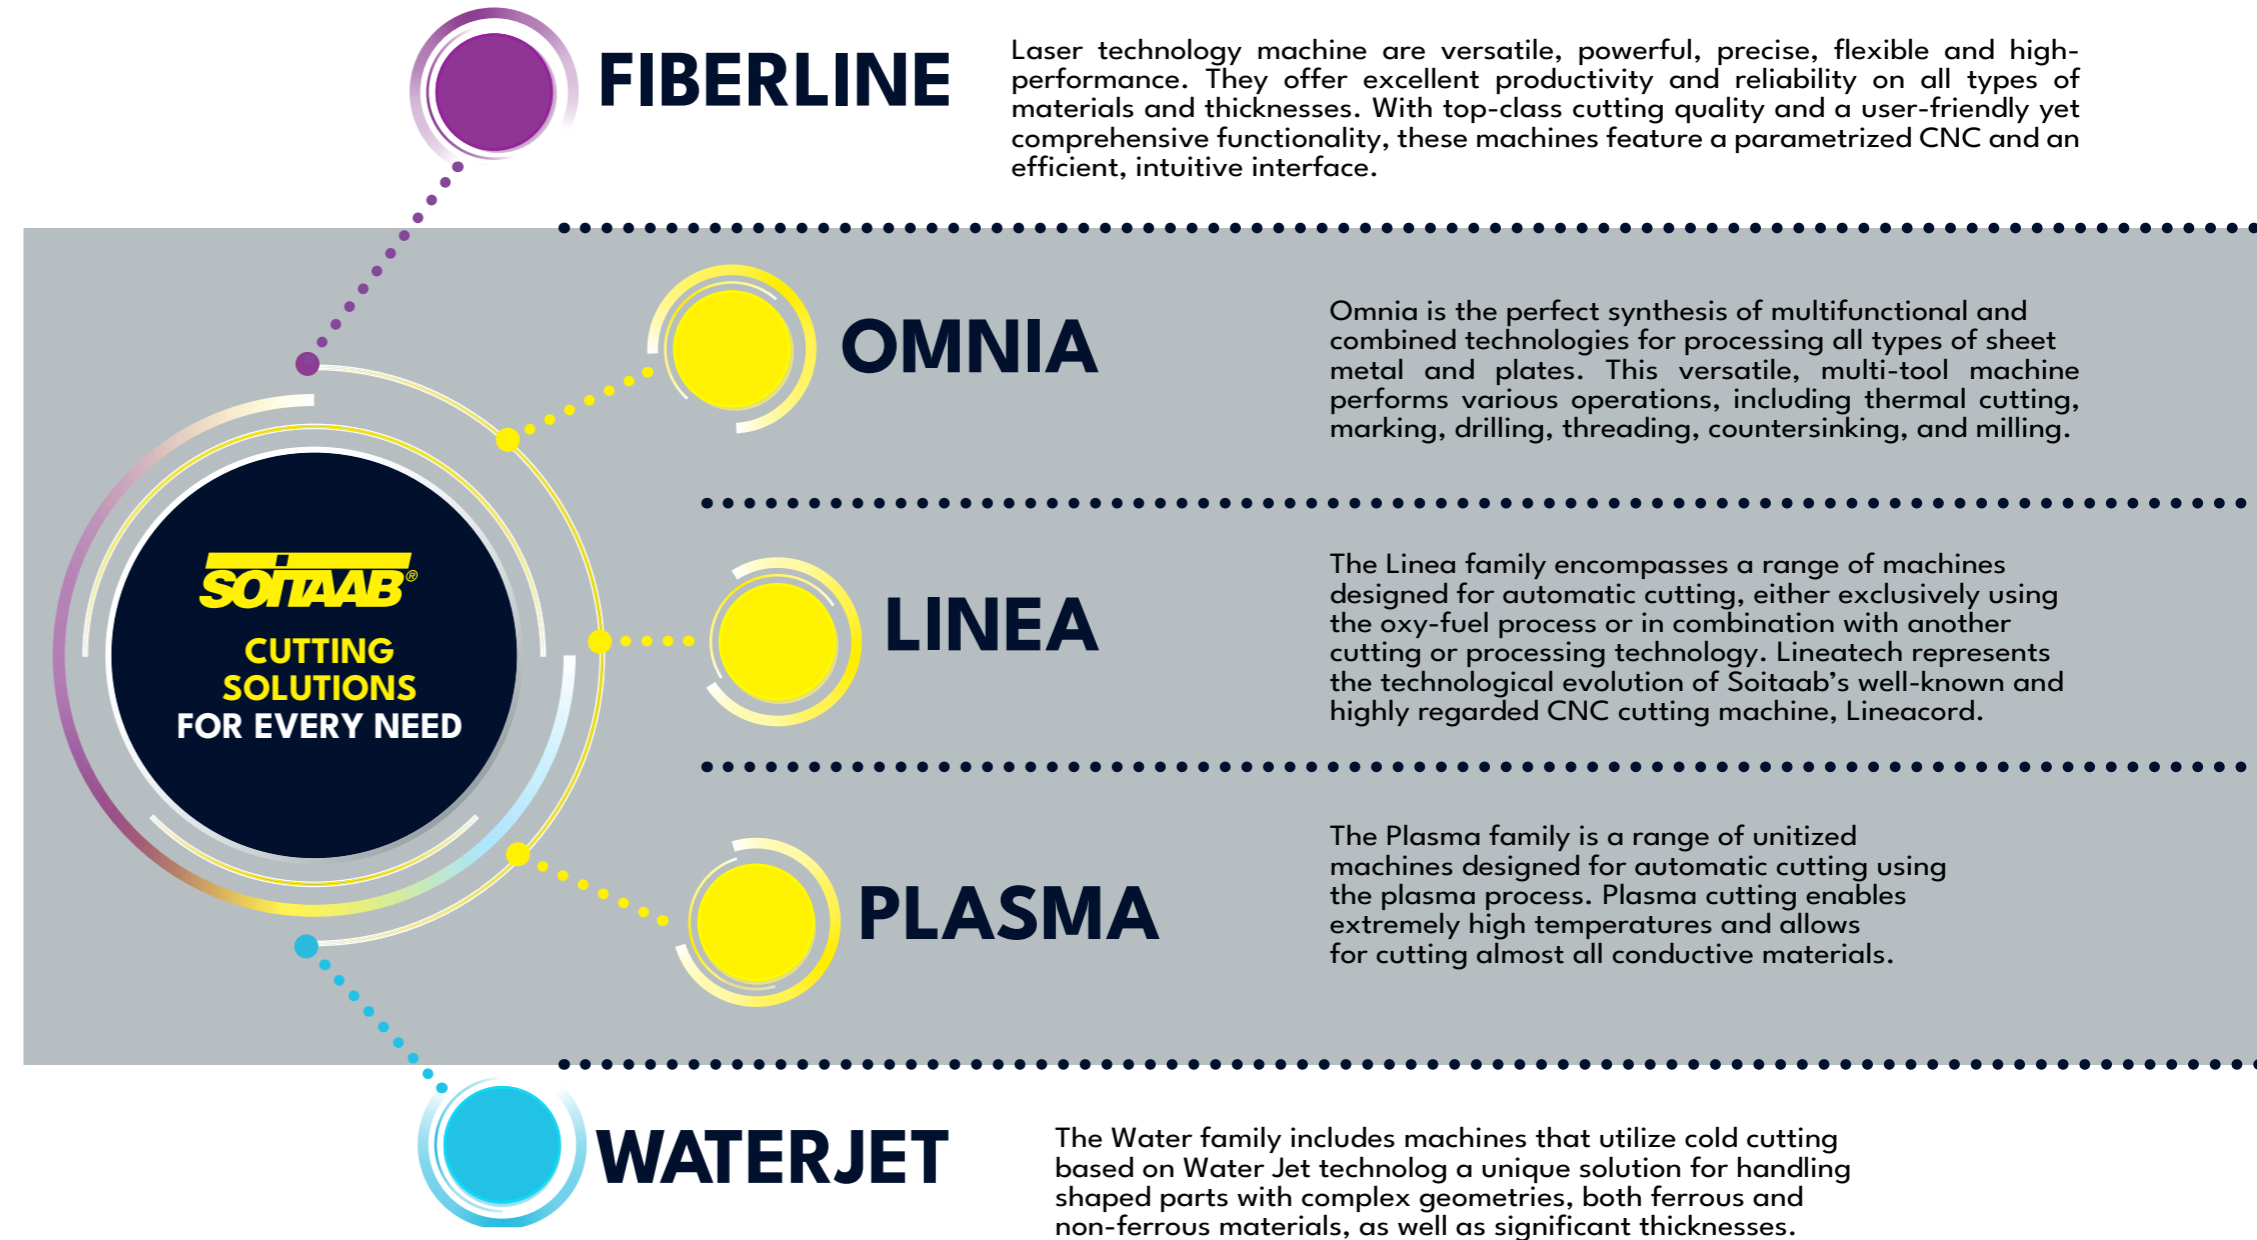 FIBERLINE
Laser technology machine are versatile, powerful, precise, flexible and high-
performance. They offer excellent productivity and reliability on all types of
materials and thicknesses. With top-class cutting quality and a user-friendly yet
comprehensive functionality, these machines feature a parametrized CNC and an
efficient, intuitive interface.
OMNIA
Omnia is the perfect synthesis of multifunctional and
combined technologies for processing all types of sheet
metal and plates. This versatile, multi-tool machine
performs various operations, including thermal cutting,
marking, drilling, threading, countersinking, and milling.
SOITAAB®
CUTTING
SOLUTIONS
FOR EVERY NEED
LINEA
The Linea family encompasses a range of machines
designed for automatic cutting, either exclusively using
the oxy-fuel process or in combination with another
cutting or processing technology. Lineatech represents
the technological evolution of Soitaab’s well-known and
highly regarded CNC cutting machine, Lineacord.
PLASMA
The Plasma family is a range of unitized
machines designed for automatic cutting using
the plasma process. Plasma cutting enables
extremely high temperatures and allows
for cutting almost all conductive materials.
WATERJET
The Water family includes machines that utilize cold cutting
based on Water Jet technolog a unique solution for handling
shaped parts with complex geometries, both ferrous and
non-ferrous materials, as well as significant thicknesses.